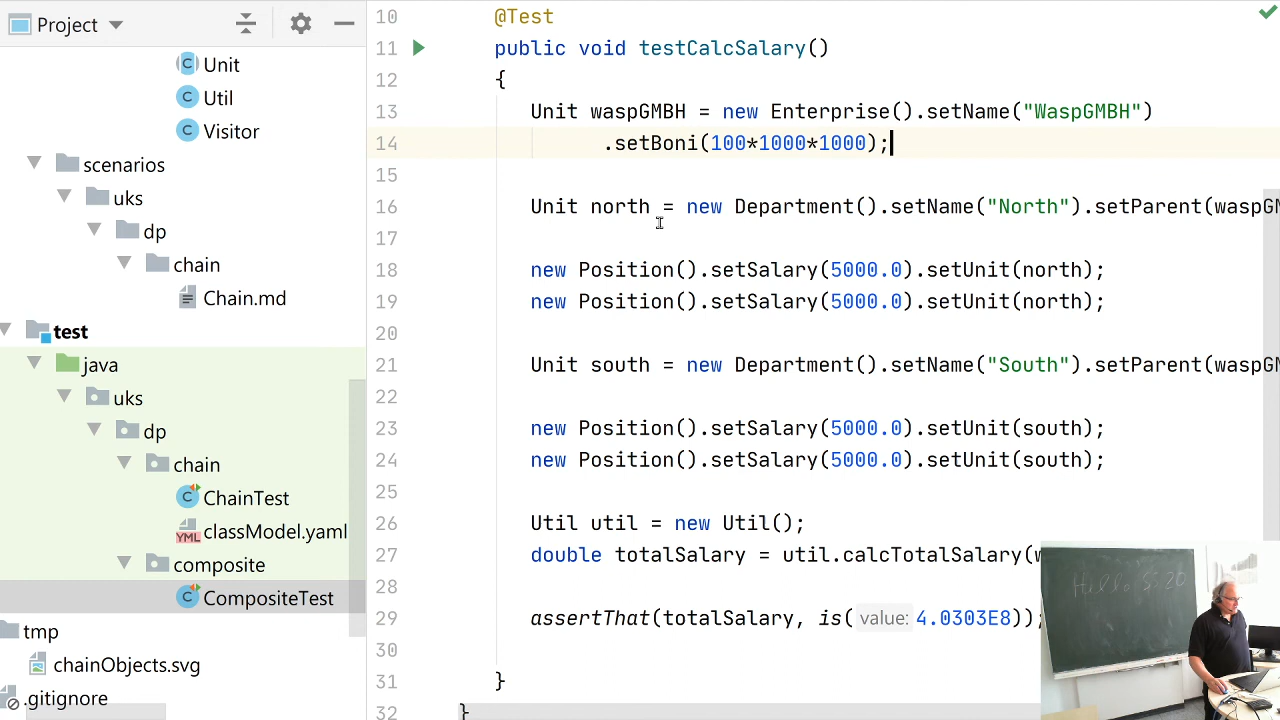 Project
Unit
Util
Visitor
scenarios
uks
dp
chain
Chain.md
test
java
uks
dp
chain
ChainTest
classModel.yaml
composite
CompositeTest
tmp
chainObjects.svg
.gitignore
10 @Test
11 public void testCalcSalary()
12 {
13 Unit waspGMBH = new Enterprise().setName("WaspGMBH")
14 .setBoni(100*1000*1000);
15
16 Unit north = new Department().setName("North").setParent(waspGM
17
18 new Position().setSalary(5000.0).setUnit(north);
19 new Position().setSalary(5000.0).setUnit(north);
20
21 Unit south = new Department().setName("South").setParent(waspGM
22
23 new Position().setSalary(5000.0).setUnit(south);
24 new Position().setSalary(5000.0).setUnit(south);
25
26 Util util = new Util();
27 double totalSalary = util.calcTotalSalary(w
28
29 assertThat(totalSalary, is( value: 4.0303E8));
30
31 }
32 }
Hello 5:20